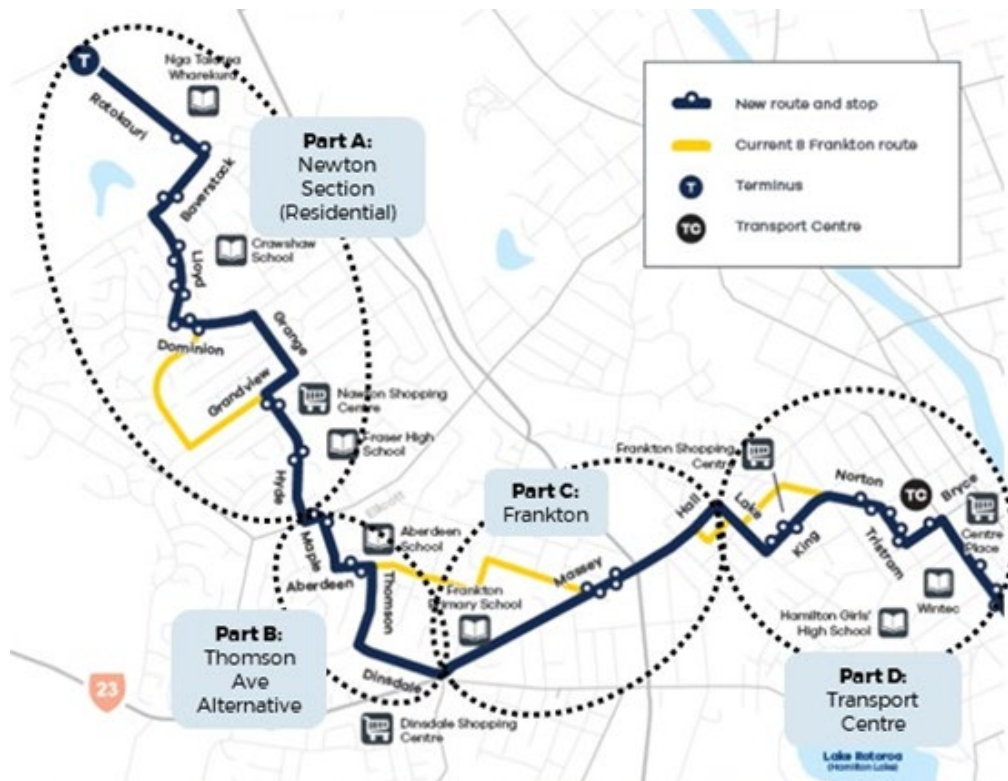 T
Nga Taiatea
Wharekura
Rotokauri
Baverstock
Part A:
Newton
Section
(Residential)
New route and stop
Current 8 Frankton route
T
Terminus
TC
Transport Centre
Crawshaw
School
Lloyd
Dominion
Grange
Grandview
Nawton Shopping
Centre
Fraser High
School
Hyde
Ellicott
Maple
Aberdeen
School
Aberdeen
Thomson
Part B:
Thomson
Ave
Alternative
Dinsdale
Dinsdale Shopping
Centre
23
Part C:
Frankton
Massey
Frankton
Primary School
Hall
Lake
Frankton Shopping
Centre
King
Norton
TC
Bryce
Centre
Place
Tristram
Wintec
Hamilton Girls'
High School
Part D:
Transport
Centre
Lake Rotoroa
(Hamilton Lake)